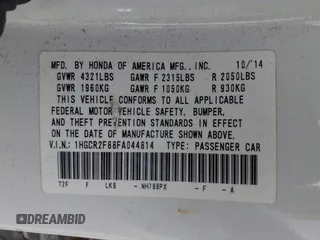 MFD. BY HONDA OF AMERICA MFG., INC. 10/'14
GVWR 4321LBS GAWR F 2315LBS R 2050LBS
GVWR 1960KG GAWR F 1050KG R 930KG
THIS VEHICLE CONFORMS TO ALL APPLICABLE
FEDERAL MOTOR VEHICLE SAFETY, BUMPER,
AND THEFT PREVENTION STANDARDS IN EFFECT
ON THE DATE OF MANUFACTURE SHOWN ABOVE.
V.I.N.: 1HGCR2F88FA044814 TYPE: PASSENGER CAR
T2F F LKB - NH788PX - F - A
DREAMBID